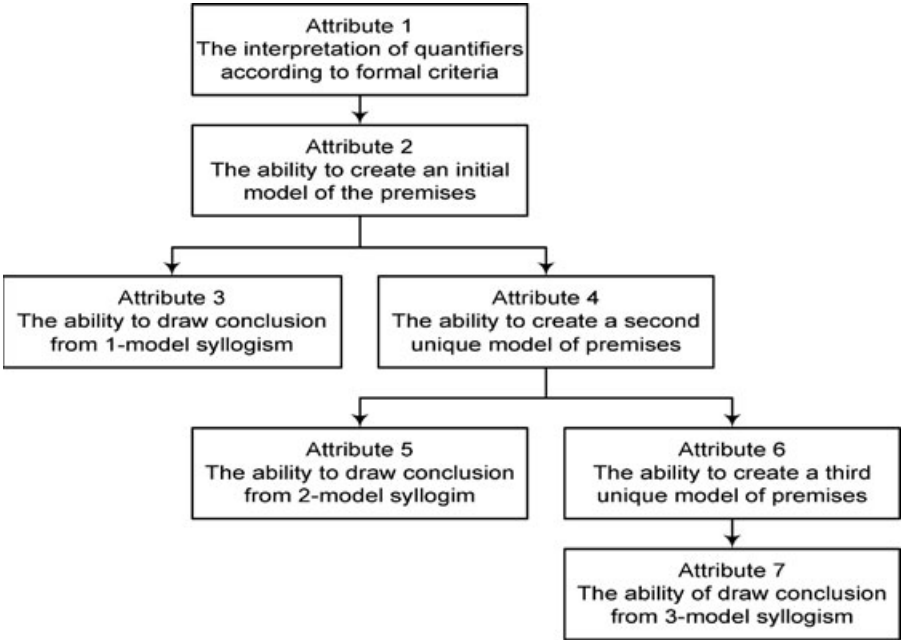 Attribute 1
The interpretation of quantifiers
according to formal criteria
Attribute 2
The ability to create an initial
model of the premises
Attribute 3
The ability to draw conclusion
from 1-model syllogism
Attribute 4
The ability to create a second
unique model of premises
Attribute 5
The ability to draw conclusion
from 2-model syllogim
Attribute 6
The ability to create a third
unique model of premises
Attribute 7
The ability of draw conclusion
from 3-model syllogism